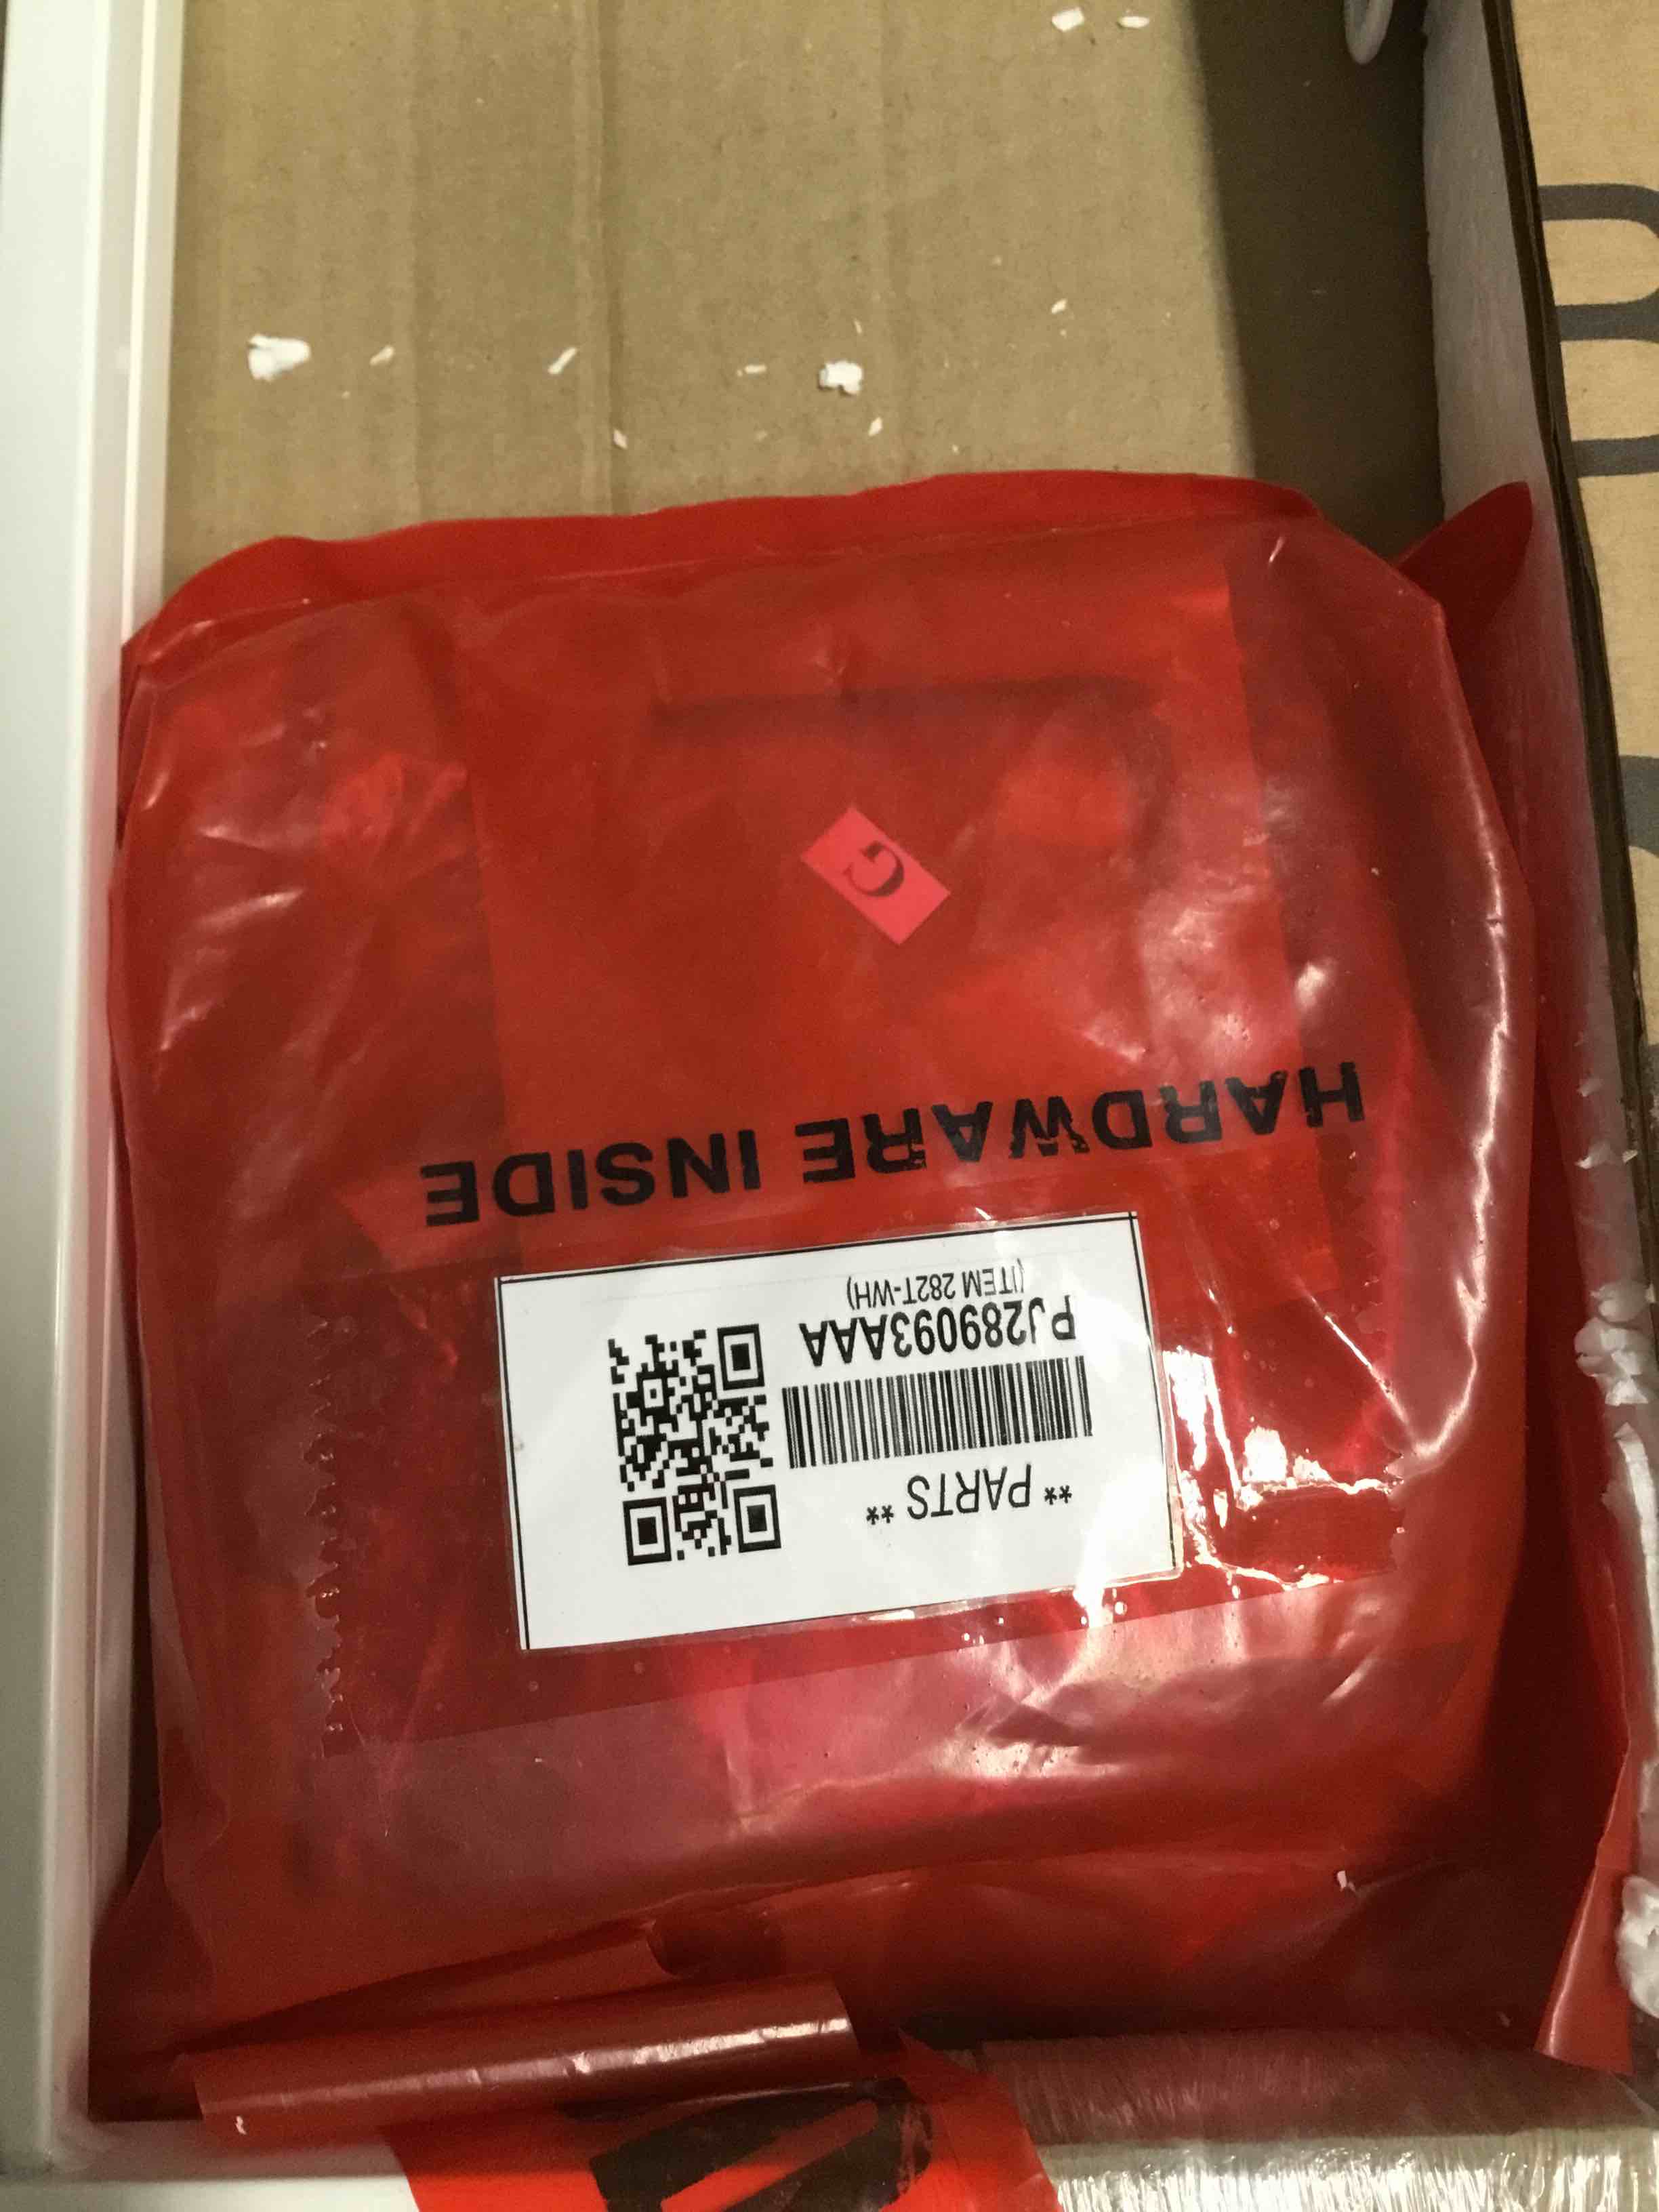 ** PARTS **
PJ289093AAA
(ITEM 282T-WH)
HARDWARE INSIDE
G